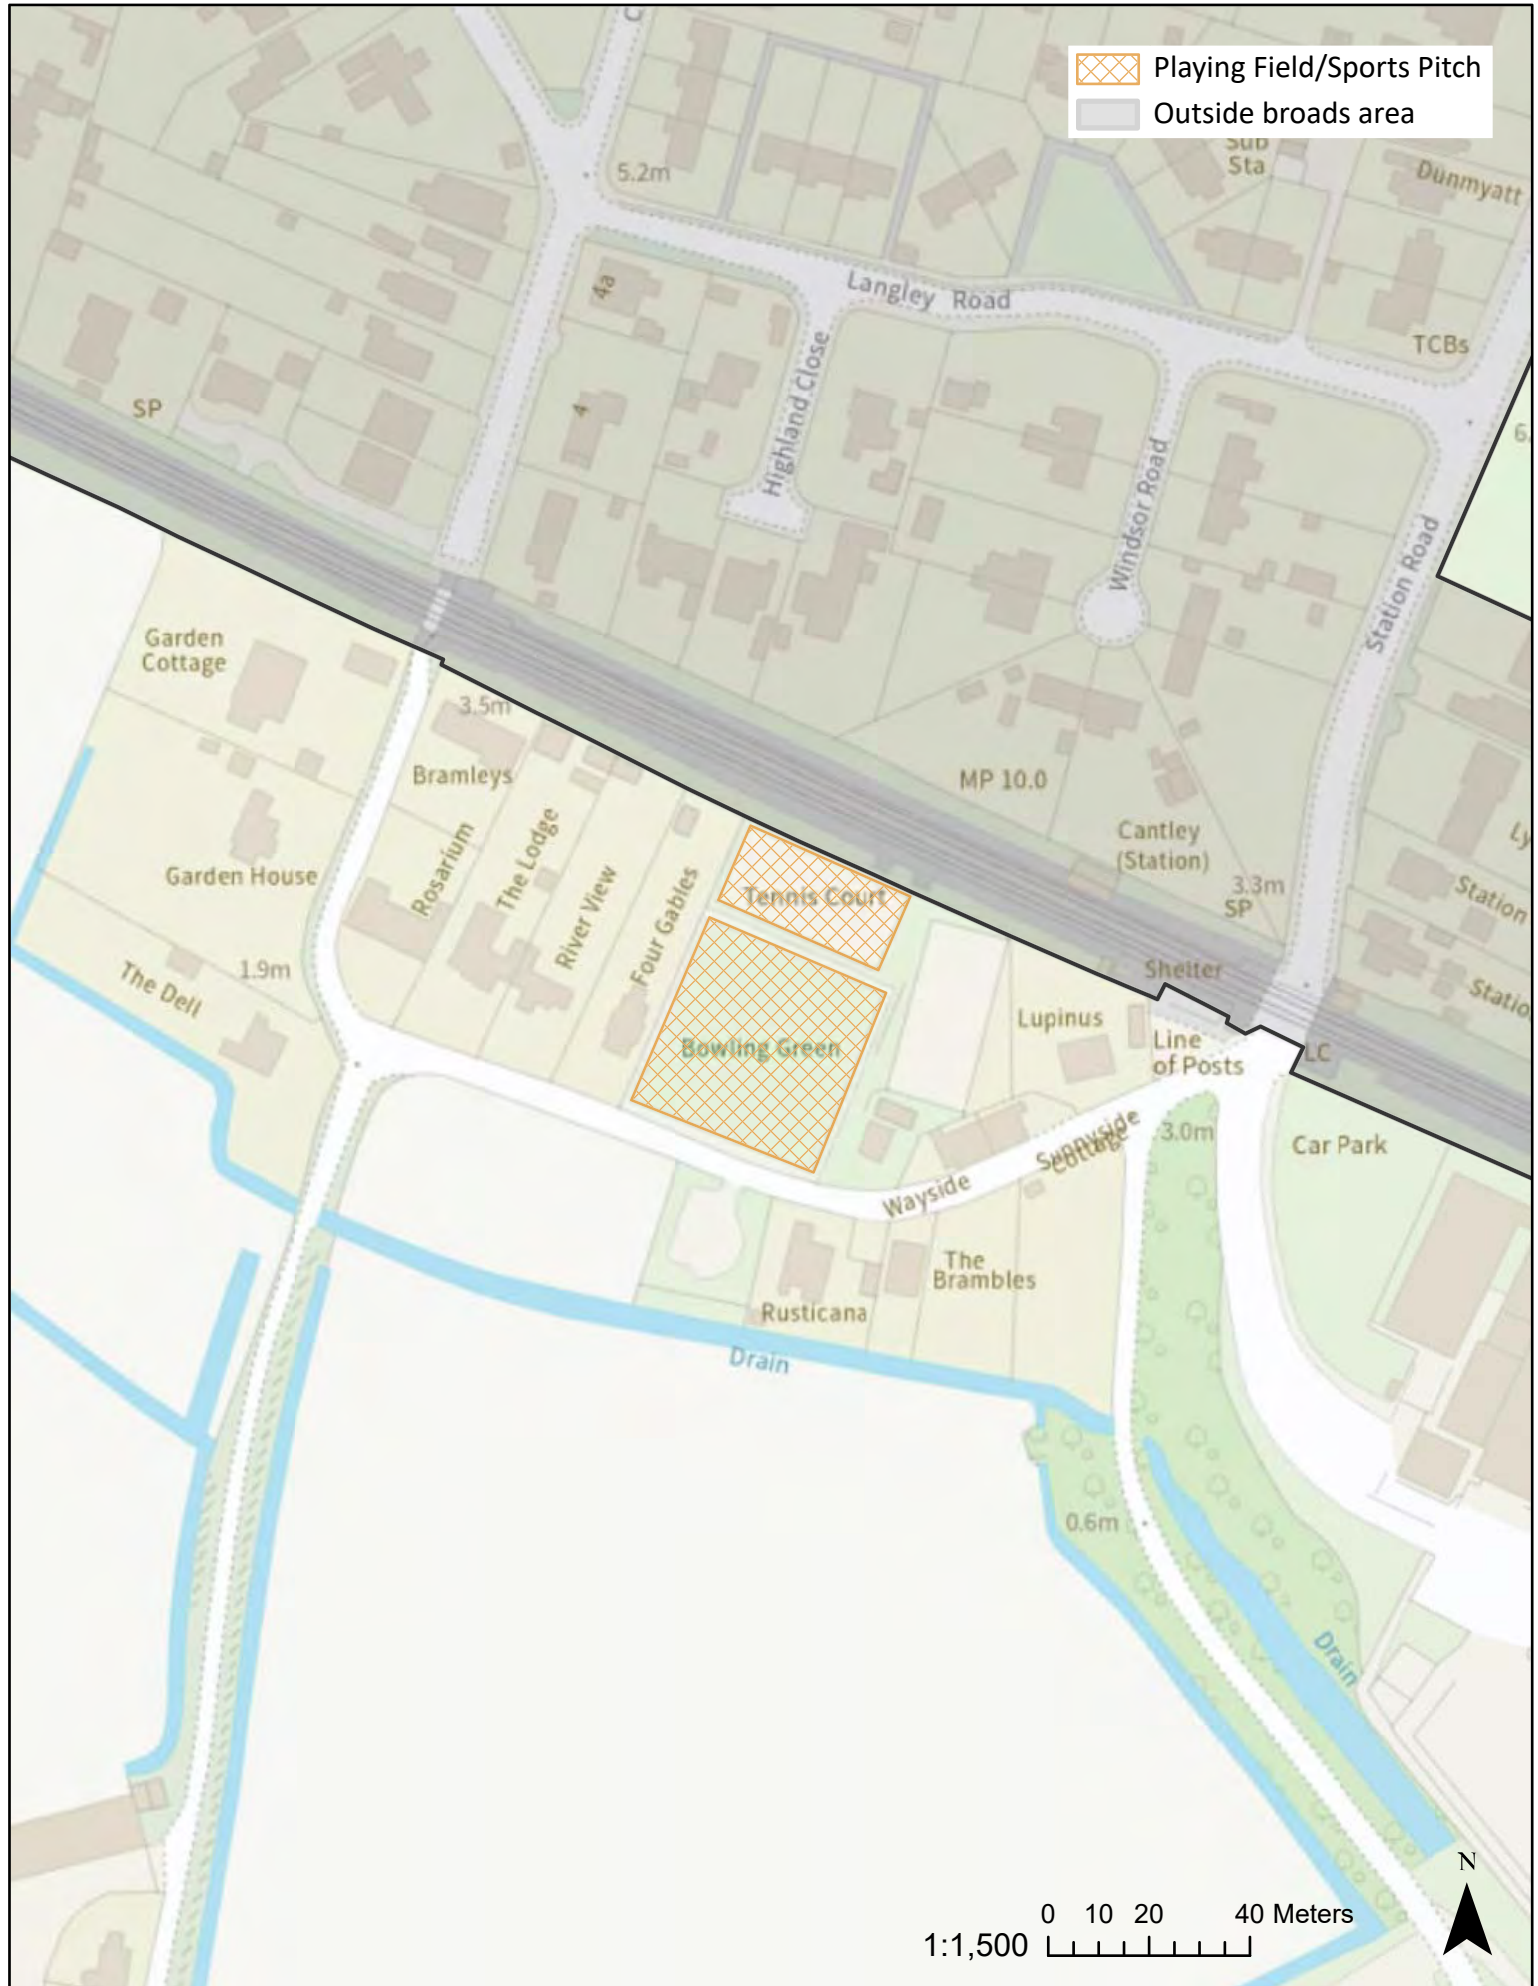 C
Playing Field/Sports Pitch
Outside broads area
Sub
Sta
Dunmyatt
5.2m
4a
Langley Road
TCBs
Highland Close
4
SP
6
Windsor Road
Station Road
Garden
Cottage
3.5m
Bramleys
MP 10.0
Cantley
(Station)
Ly
Rosarium
The Lodge
River View
Four Gables
Garden House
Tennis Court
3.3m
SP
Station
The Dell
1.9m
Shelter
Statio
Bowling Green
Lupinus
Line
of Posts
LC
Sunnyside
Cottage
3.0m
Car Park
Wayside
The
Brambles
Rusticana
Drain
0.6m
Drain
N
0 10 20 40 Meters
1:1,500